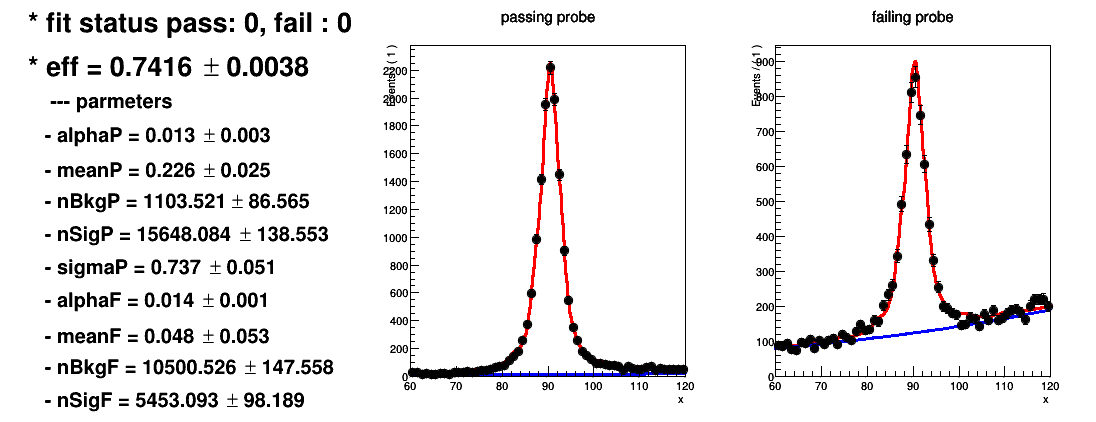 * fit status pass: 0, fail : 0
* eff = 0.7416 ± 0.0038
--- parmeters
- alphaP = 0.013 ± 0.003
- meanP = 0.226 ± 0.025
- nBkgP = 1103.521 ± 86.565
- nSigP = 15648.084 ± 138.553
- sigmaP = 0.737 ± 0.051
- alphaF = 0.014 ± 0.001
- meanF = 0.048 ± 0.053
- nBkgF = 10500.526 ± 147.558
- nSigF = 5453.093 ± 98.189
passing probe
Events / ( 1 )
2200
2000
1800
1600
1400
1200
1000
800
600
400
200
0
60 70 80 90 100 110 120
x
failing probe
Events / ( 1 )
900
800
700
600
500
400
300
200
100
0
60 70 80 90 100 110 120
x